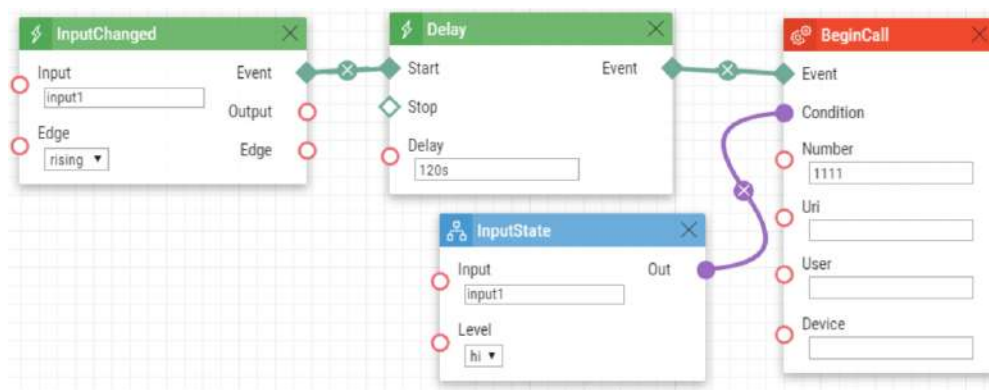 InputChanged
Input
Event
input1
Output
Edge
Edge
rising
Delay
Start
Event
Stop
Delay
120s
InputState
Input
Out
input1
Level
hi
BeginCall
Event
Condition
Number
1111
Uri
User
Device